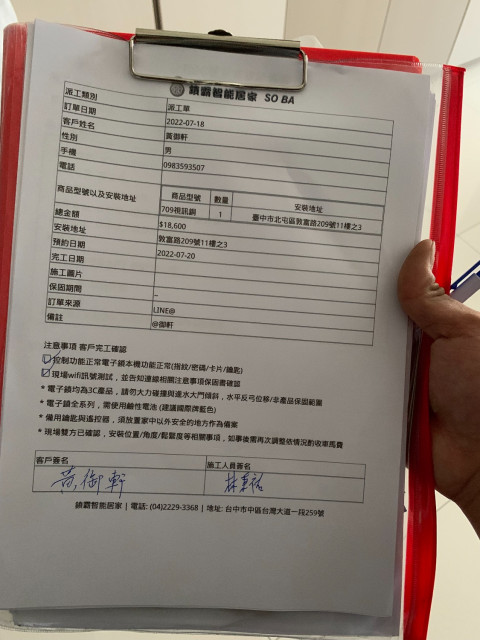 鎖霸智能居家 SO BA
派工類別 派工單
訂單日期 2022-07-18
客戶姓名 黃御軒
性別 男
手機 0983593507
電話
商品型號以及安裝地址 商品型號 數量 安裝地址
709視訊鎖 1 臺中市北屯區敦富路209號11樓之3
總金額 $18,600
安裝地址 敦富路209號11樓之3
預約日期 2022-07-20
完工日期
施工圖片
保固期間 _
訂單來源 LINE@
備註 @御軒
注意事項 客戶完工確認
控制功能正常電子鎖本機功能正常(指紋/密碼/卡片/鑰匙)
現場wifi訊號測試，並告知連線相關注意事項保固書確認
* 電子鎖均為3C產品，請勿大力碰撞與進水大門傾斜，水平反弓位移/非產品保固範圍
* 電子鎖全系列，需使用鹼性電池 (建議國際牌藍色)
* 備用鑰匙與遙控器，須放置家中以外安全的地方作為備案
* 現場雙方已確認，安裝位置/角度/鬆緊度等相關事項，如事後需再次調整依情況酌收車馬費
客戶簽名 施工人員簽名
黃御軒
鎖霸智能居家 | 電話: (04)2229-3368 | 地址: 台中市中區台灣大道一段259號